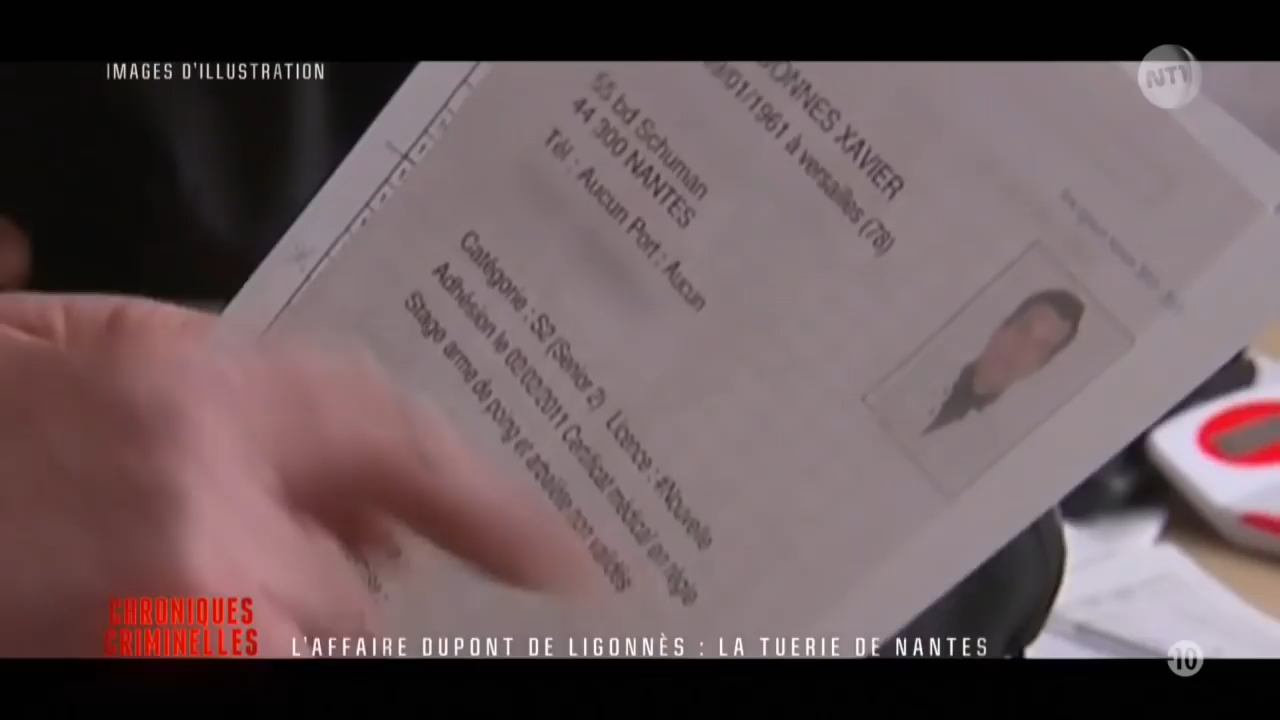 IMAGES D'ILLUSTRATION
NT1
ONNES XAVIER
/01/1961 à versailles (78)
55 bd Schuman
44 300 NANTES
Tél : Aucun Port : Aucun
Catégorie : S2 (Senior 2) Licence : #Nouvelle
Adhésion le 02/02/2011 Certificat médical en règle
Stage arme de poing et arbalète non validés
CHRONIQUES
CRIMINELLES
L'AFFAIRE DUPONT DE LIGONNÈS : LA TUERIE DE NANTES
-10